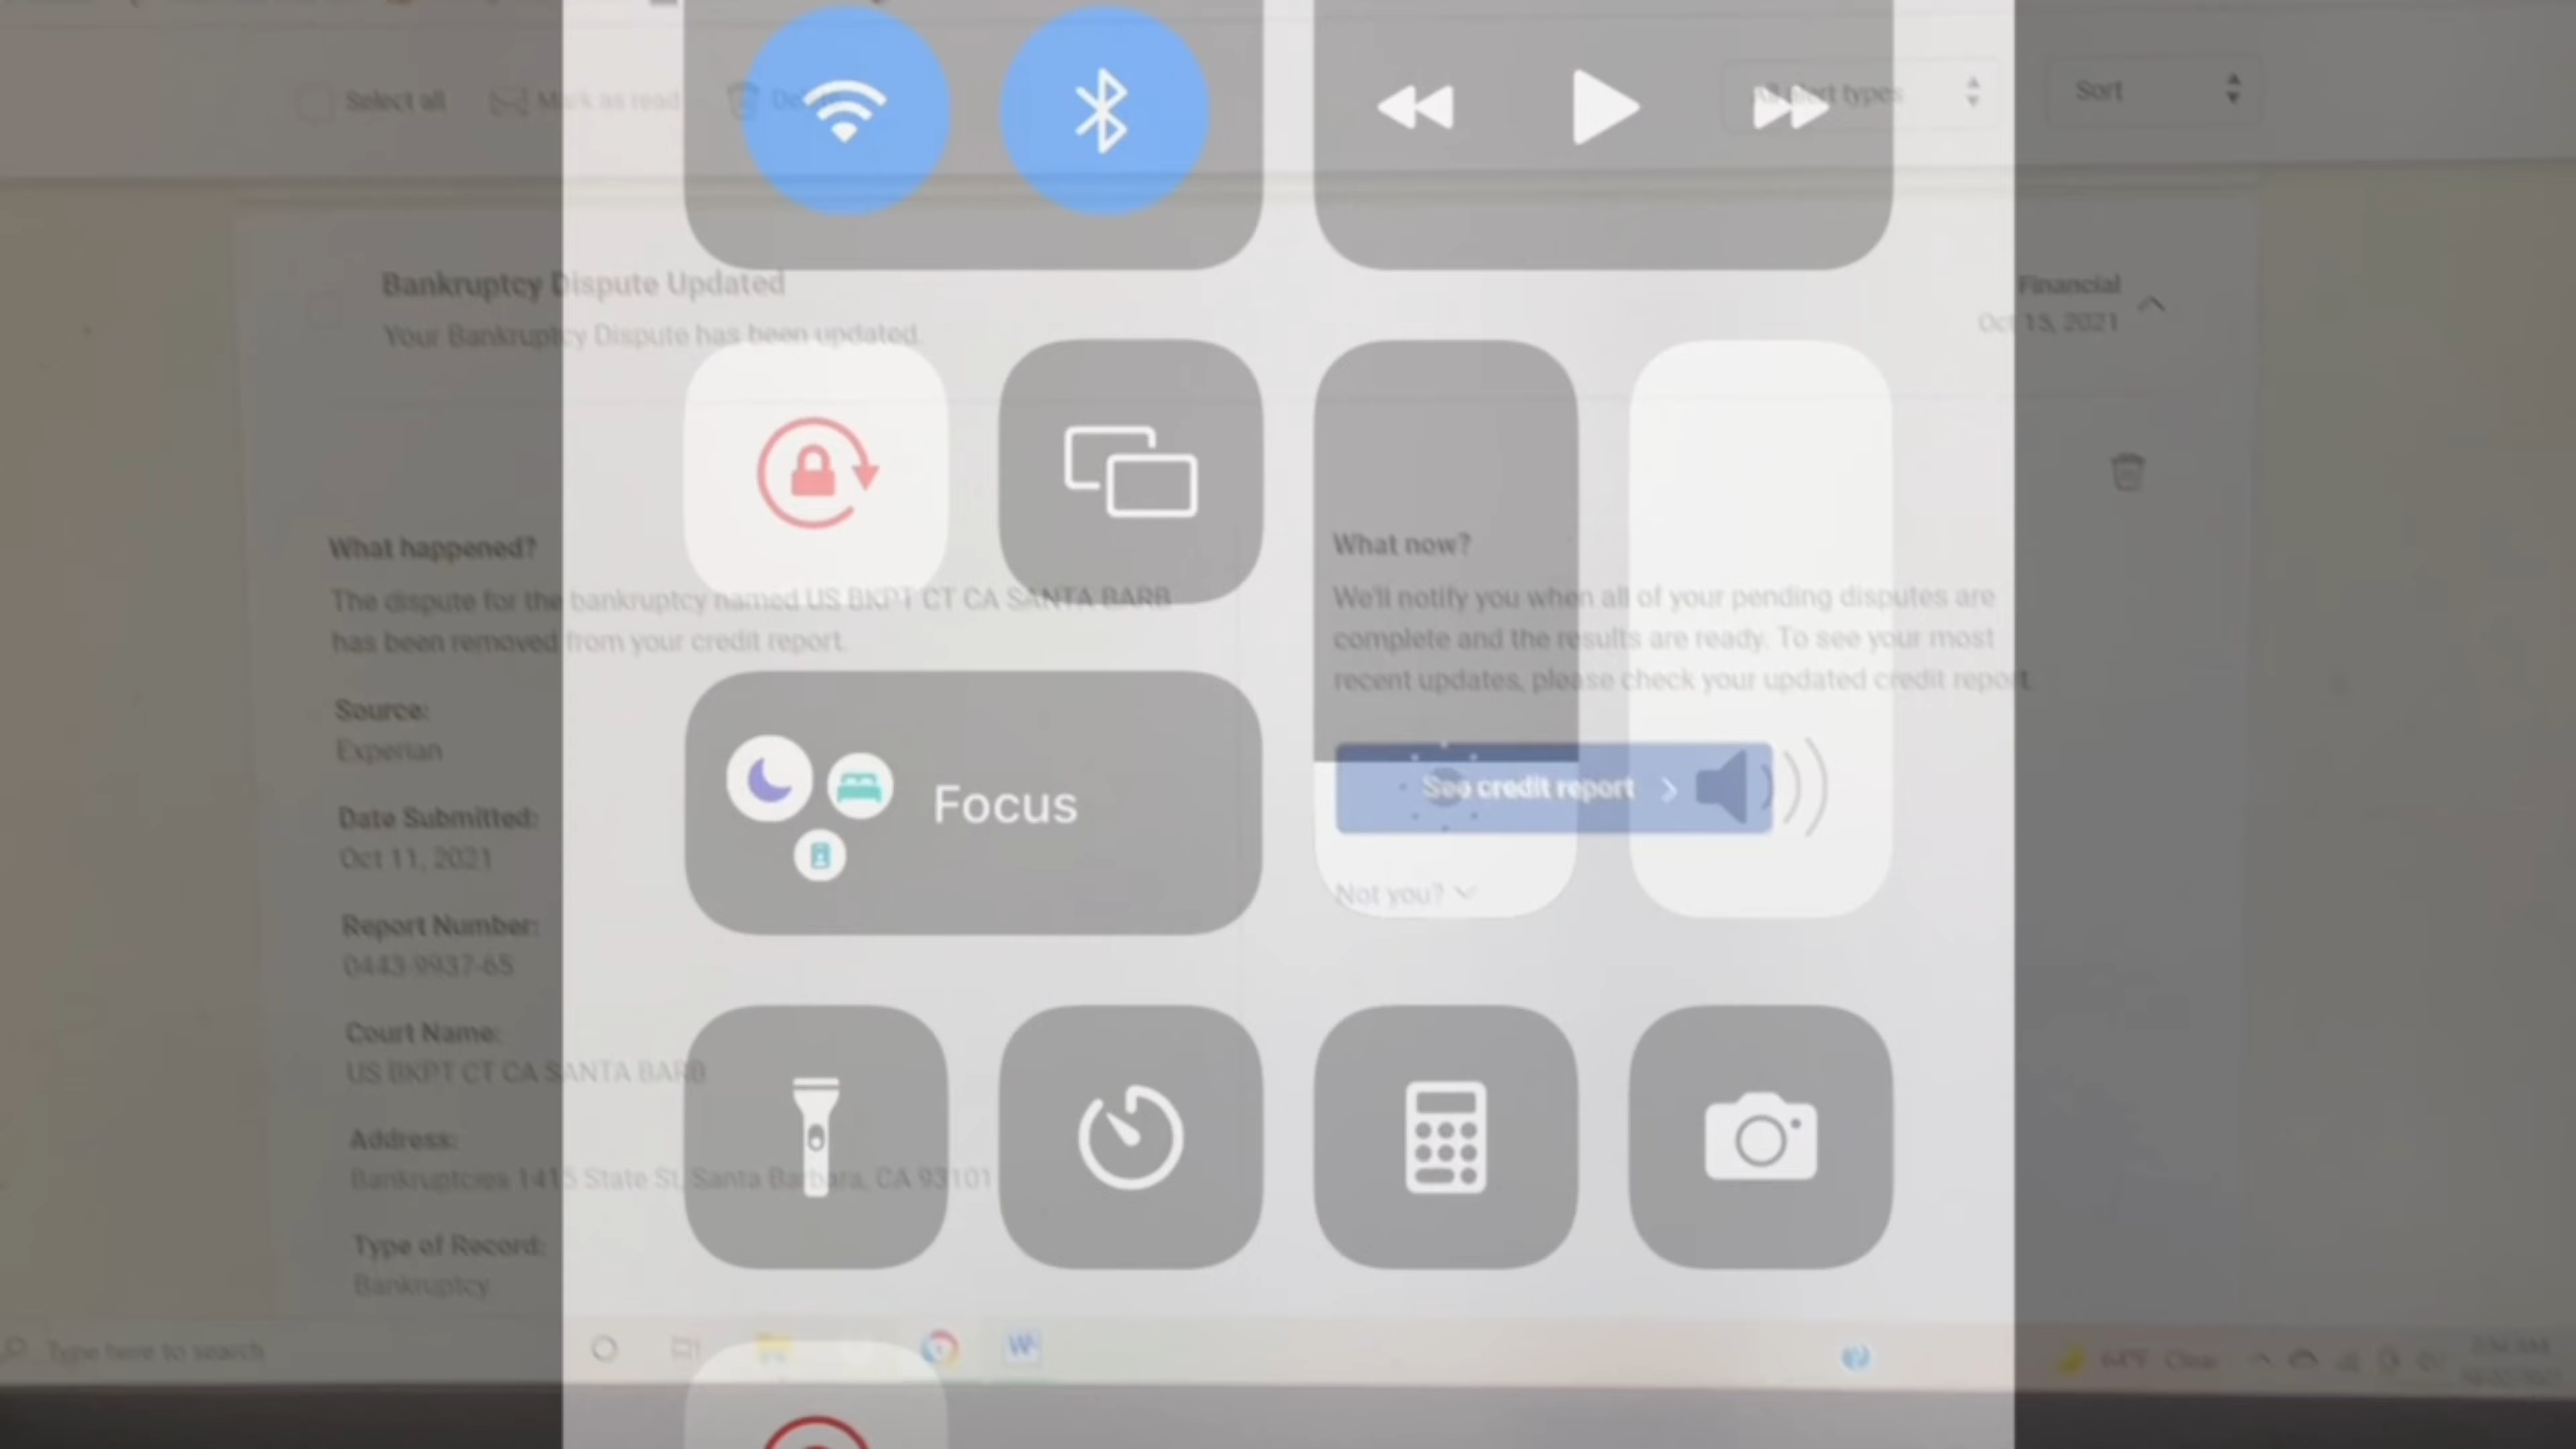 Select all
Mark as read
Delete
All alert types
Sort
Bankruptcy Dispute Updated
Your Bankruptcy Dispute has been updated.
Financial
Oct 15, 2021
What happened?
The dispute for the bankruptcy named US BKPT CT CA SANTA BARB
has been removed from your credit report.
Source:
Experian
Date Submitted:
Oct 11, 2021
Report Number:
0443-9937-65
Court Name:
US BKPT CT CA SANTA BARB
Address:
Bankruptcies 1415 State St, Santa Barbara, CA 93101
Type of Record:
Bankruptcy
What now?
We'll notify you when all of your pending disputes are
complete and the results are ready. To see your most
recent updates, please check your updated credit report.
See credit report >
Not you?
Focus
Type here to search
W
64°F Clear